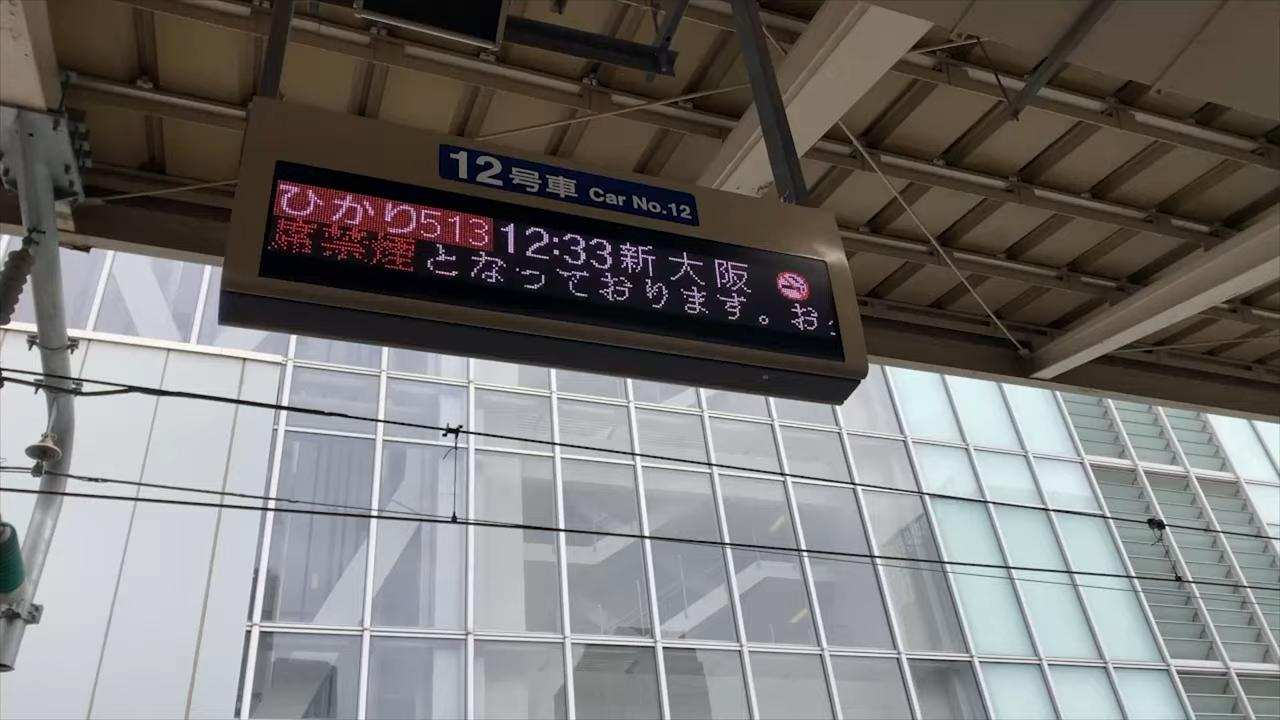 12号車 Car No.12
ひかり513 12:33 新大阪
席禁煙となっております。お